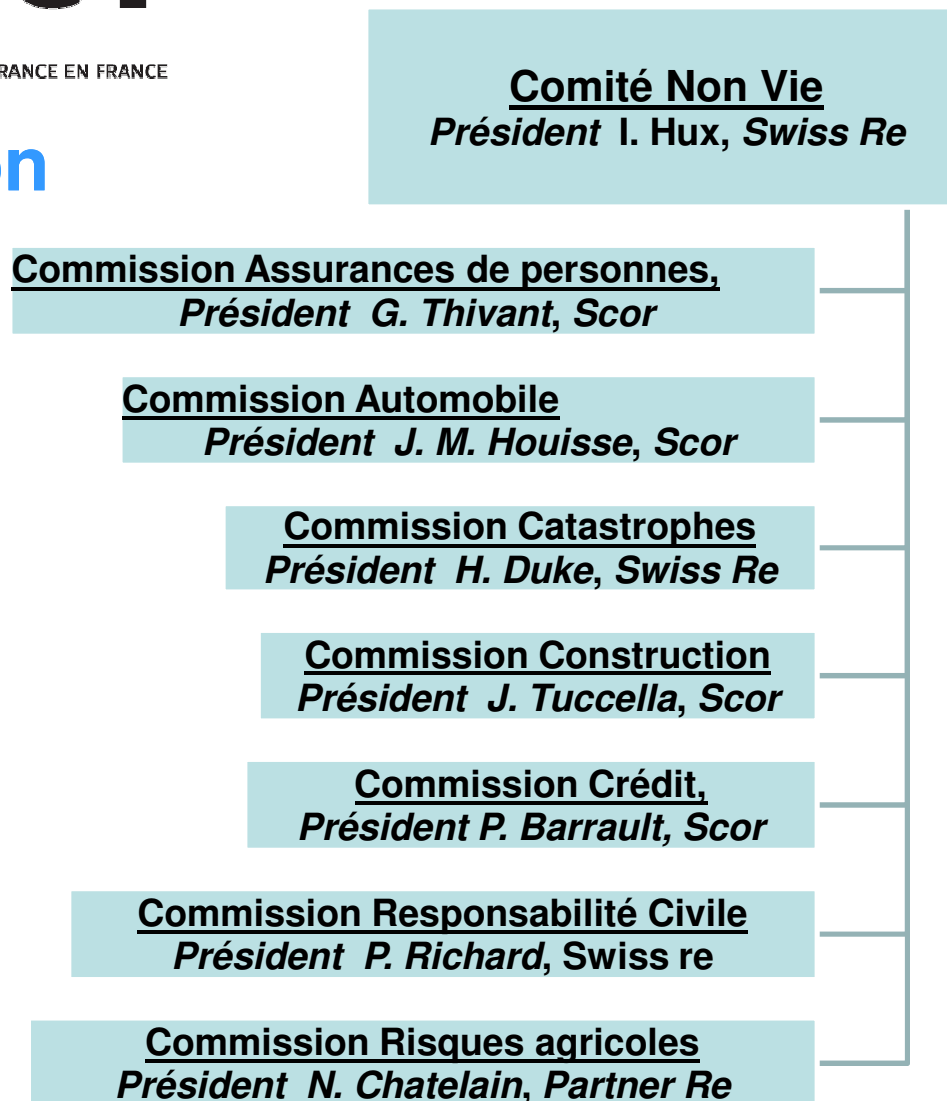 EN FRANCE
Comité Non Vie
Président I. Hux, Swiss Re
Commission Assurances de personnes,
Président G. Thivant, Scor
Commission Automobile
Président J. M. Houisse, Scor
Commission Catastrophes
Président H. Duke, Swiss Re
Commission Construction
Président J. Tuccella, Scor
Commission Crédit,
Président P. Barrault, Scor
Commission Responsabilité Civile
Président P. Richard, Swiss re
Commission Risques agricoles
Président N. Chatelain, Partner Re